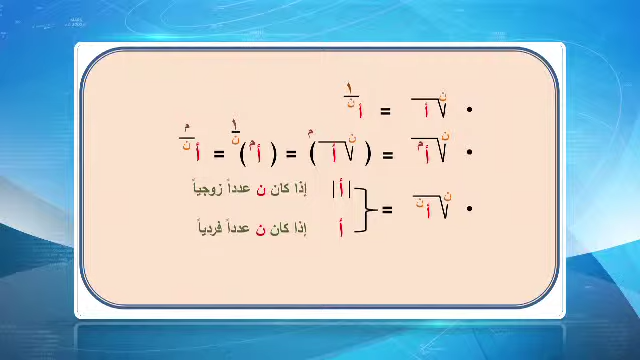 • ن√أ = أ^(١/ن)
• ن√(أ^م) = (ن√أ)^م = (أ^م)^(١/ن) = أ^(م/ن)
• ن√(أ^ن) = { |أ| إذا كان ن عدداً زوجياً
أ إذا كان ن عدداً فردياً